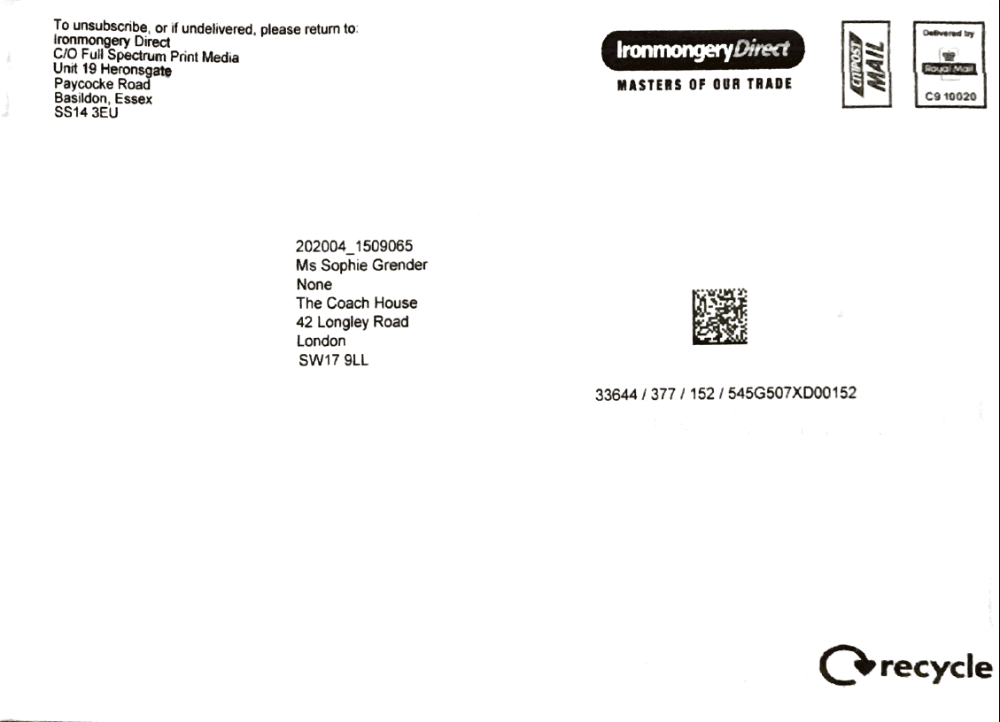 To unsubscribe, or if undelivered, please return to:
Ironmongery Direct
C/O Full Spectrum Print Media
Unit 19 Heronsgate
Paycocke Road
Basildon, Essex
SS14 3EU
IronmongeryDirect
MASTERS OF OUR TRADE
CITIPOST
MAIL
Delivered by
Royal Mail
C9 10020
202004_1509065
Ms Sophie Grender
None
The Coach House
42 Longley Road
London
SW17 9LL
33644 / 377 / 152 / 545G507XD00152
recycle